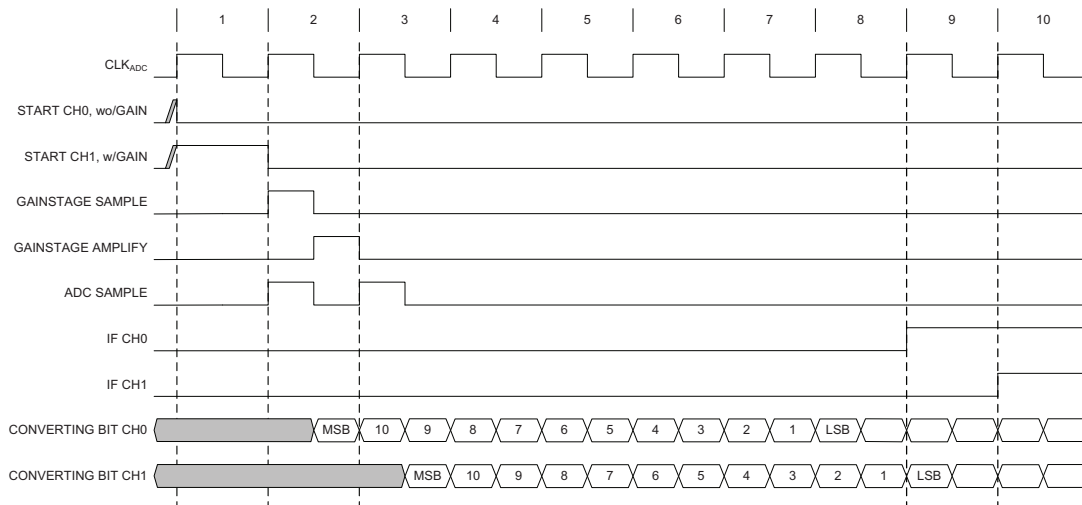 1 2 3 4 5 6 7 8 9 10
CLKADC
START CH0, wo/GAIN
START CH1, w/GAIN
GAINSTAGE SAMPLE
GAINSTAGE AMPLIFY
ADC SAMPLE
IF CH0
IF CH1
CONVERTING BIT CH0 MSB 10 9 8 7 6 5 4 3 2 1 LSB
CONVERTING BIT CH1 MSB 10 9 8 7 6 5 4 3 2 1 LSB